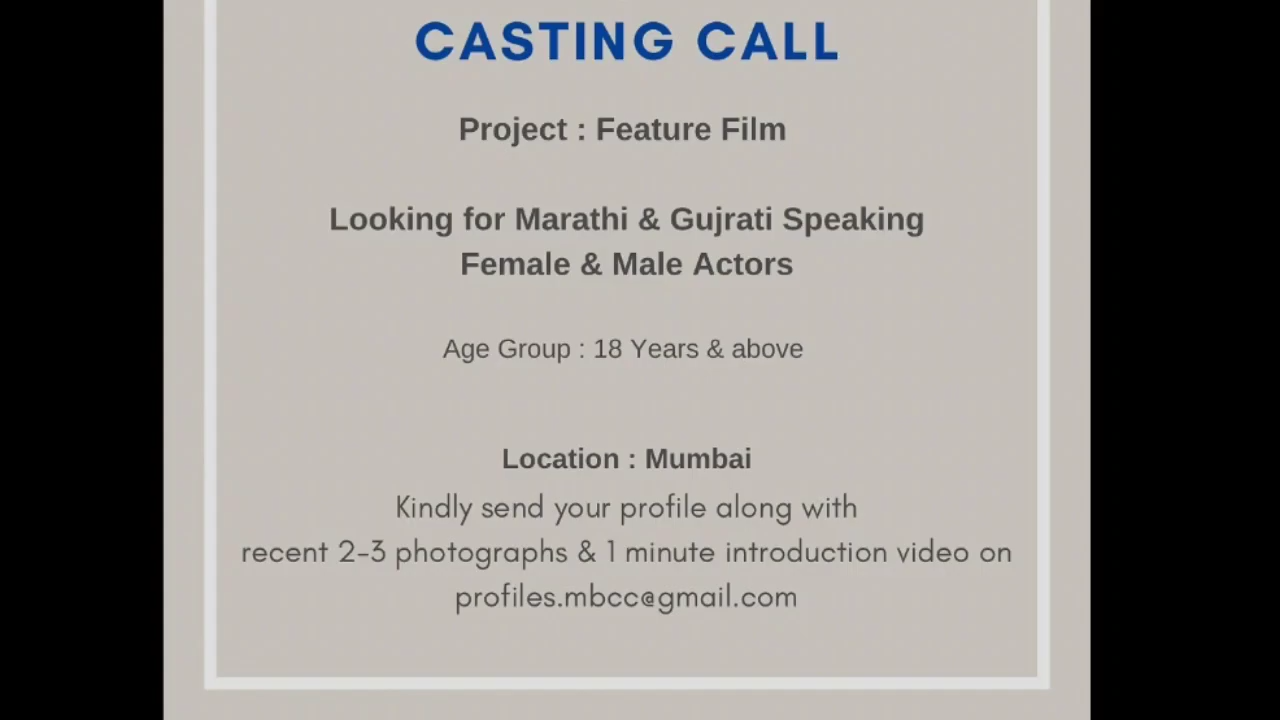 CASTING CALL
Project : Feature Film
Looking for Marathi & Gujrati Speaking
Female & Male Actors
Age Group : 18 Years & above
Location : Mumbai
Kindly send your profile along with
recent 2-3 photographs & 1 minute introduction video on
profiles.mbcc@gmail.com